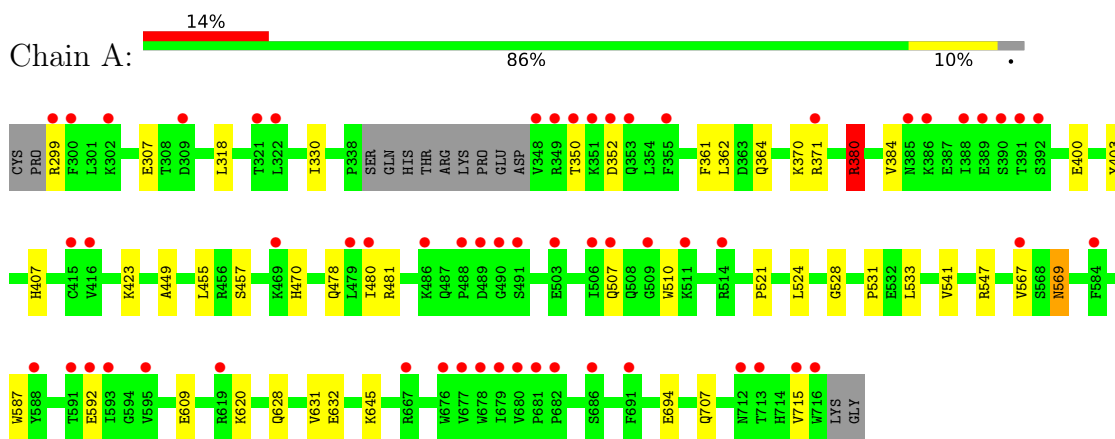 14%
Chain A:
86% 10% •
CYS PRO R299 F300 L301 K302 E307 T308 D309 L318 T321 L322 I330 P338 SER GLN HIS THR ARG LYS PRO GLU ASP V348 R349 T350 K351 D352 Q353 L354 F355 F361 L362 D363 Q364 K370 R371 R380 V384 N385 K386 E387 I388 E389 S390 T391 S392 E400 Y403
H407 C415 V416 K423 A449 L455 R456 S457 K469 H470 Q478 L479 I480 R481 K486 Q487 P488 D489 G490 S491 E503 I506 Q507 Q508 G509 W510 K511 R514 P521 L524 G528 P531 E532 L533 V541 R547 V567 S568 N569 F584
W587 Y588 T591 E592 I593 G594 V595 E609 R619 K620 Q628 V631 E632 K645 R667 W676 V677 W678 I679 V680 P681 P682 S686 F691 E694 Q707 N712 T713 H714 V715 W716 LYS GLY